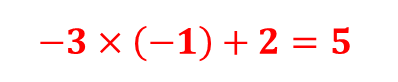 −3 × (−1) + 2 = 5